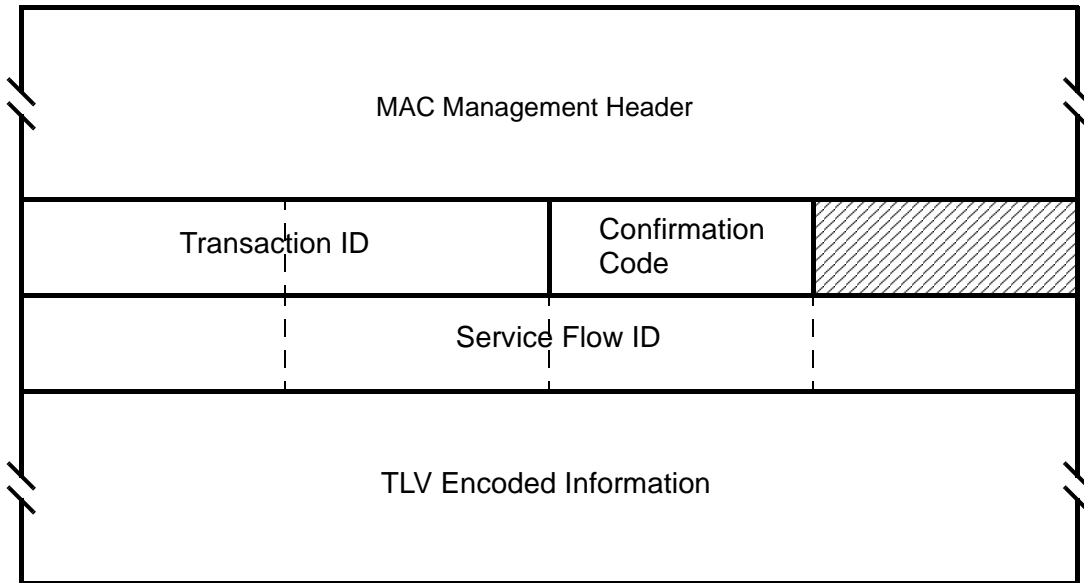 MAC Management Header
Transaction ID
Confirmation
Code
Service Flow ID
TLV Encoded Information